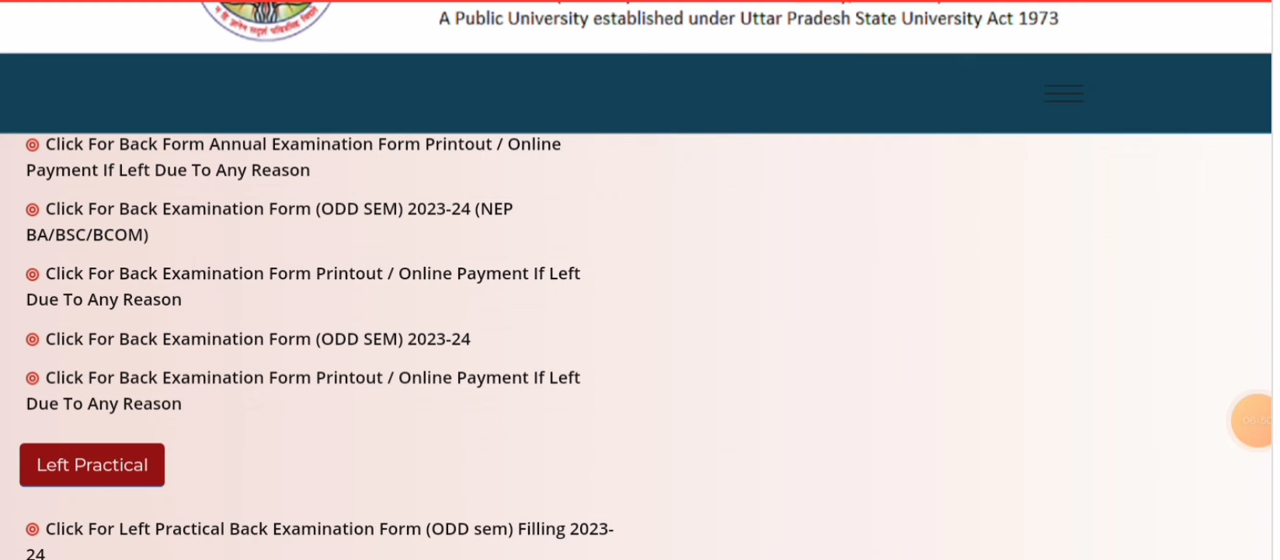 A Public University established under Uttar Pradesh State University Act 1973
Click For Back Form Annual Examination Form Printout / Online
Payment If Left Due To Any Reason
Click For Back Examination Form (ODD SEM) 2023-24 (NEP
BA/BSC/BCOM)
Click For Back Examination Form Printout / Online Payment If Left
Due To Any Reason
Click For Back Examination Form (ODD SEM) 2023-24
Click For Back Examination Form Printout / Online Payment If Left
Due To Any Reason
Left Practical
Click For Left Practical Back Examination Form (ODD sem) Filling 2023-
24